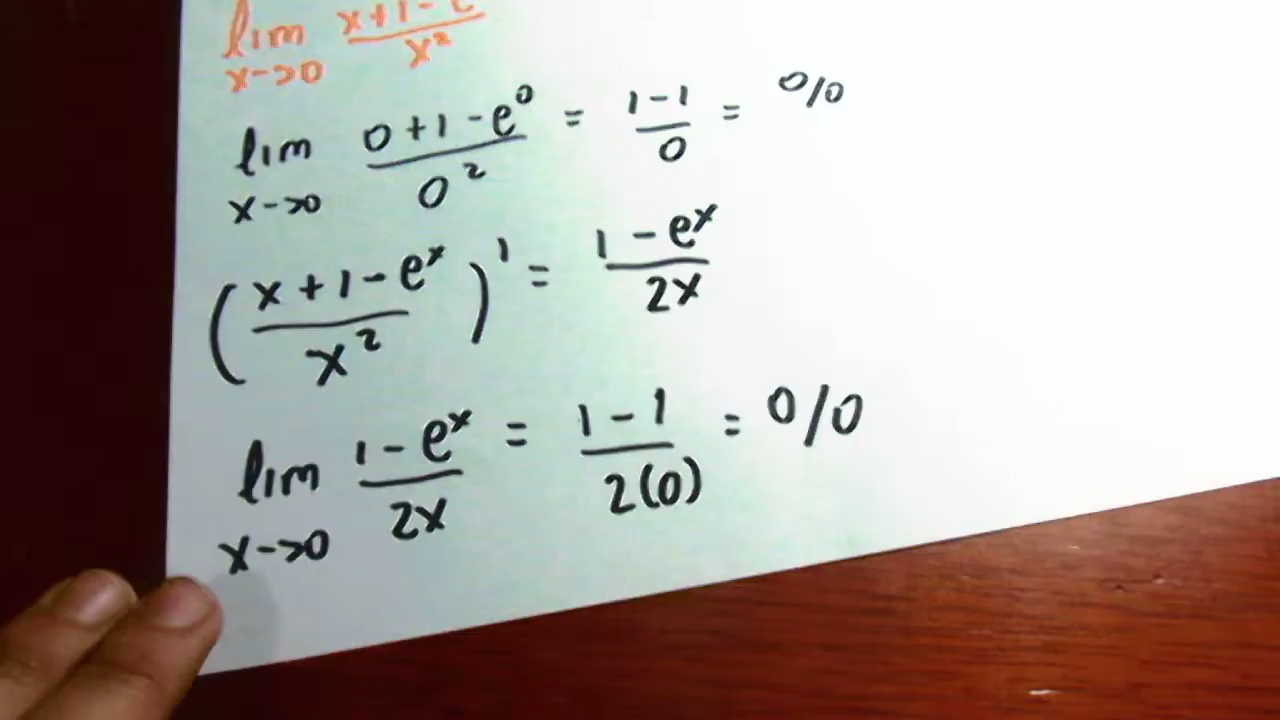 lim x->0 x+1-e / x²
lim x->0 0+1-e⁰ / 0² = 1-1 / 0 = 0/0
(x+1-eˣ / x²)' = 1-eˣ / 2x
lim x->0 1-eˣ / 2x = 1-1 / 2(0) = 0/0